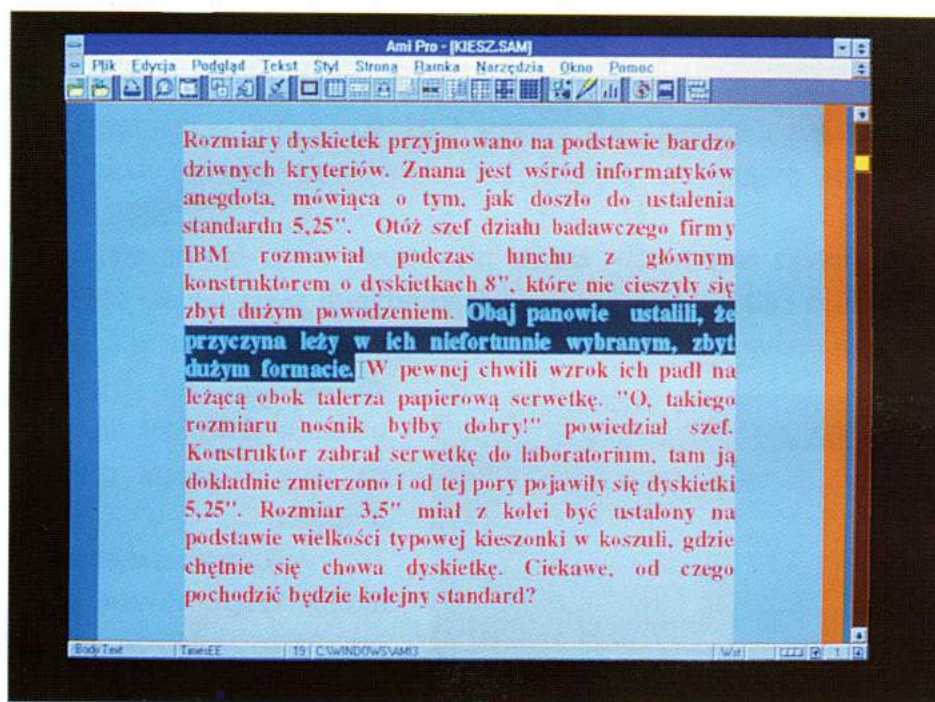 Ami Pro - [KIESZ.SAM]
Plik Edycja Podgląd Tekst Styl Strona Ramka Narzędzia Okno Pomoc
Rozmiary dyskietek przyjmowano na podstawie bardzo
dziwnych kryteriów. Znana jest wśród informatyków
anegdota, mówiąca o tym, jak doszło do ustalenia
standardu 5,25". Otóż szef działu badawczego firmy
IBM rozmawiał podczas lunchu z głównym
konstruktorem o dyskietkach 8", które nie cieszyły się
zbyt dużym powodzeniem. Obaj panowie ustalili, że
przyczyna leży w ich niefortunnie wybranym, zbyt
dużym formacie. W pewnej chwili wzrok ich padł na
leżącą obok talerza papierową serwetkę. "O, takiego
rozmiaru nośnik byłby dobry!" powiedział szef.
Konstruktor zabrał serwetkę do laboratorium, tam ją
dokładnie zmierzono i od tej pory pojawiły się dyskietki
5,25". Rozmiar 3,5" miał z kolei być ustalony na
podstawie wielkości typowej kieszonki w koszuli, gdzie
chętnie się chowa dyskietkę. Ciekawe, od czego
pochodzić będzie kolejny standard?
Body Text TimesEE 19 C:\WINDOWS\AMI3 Wst 1